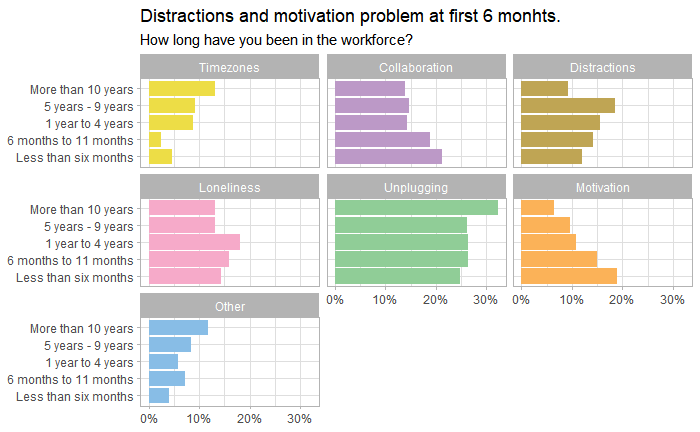 Distractions and motivation problem at first 6 monhts.
How long have you been in the workforce?
Timezones
Collaboration
Distractions
More than 10 years
5 years - 9 years
1 year to 4 years
6 months to 11 months
Less than six months
Loneliness
Unplugging
Motivation
More than 10 years
5 years - 9 years
1 year to 4 years
6 months to 11 months
Less than six months
0% 10% 20% 30%
0% 10% 20% 30%
Other
More than 10 years
5 years - 9 years
1 year to 4 years
6 months to 11 months
Less than six months
0% 10% 20% 30%